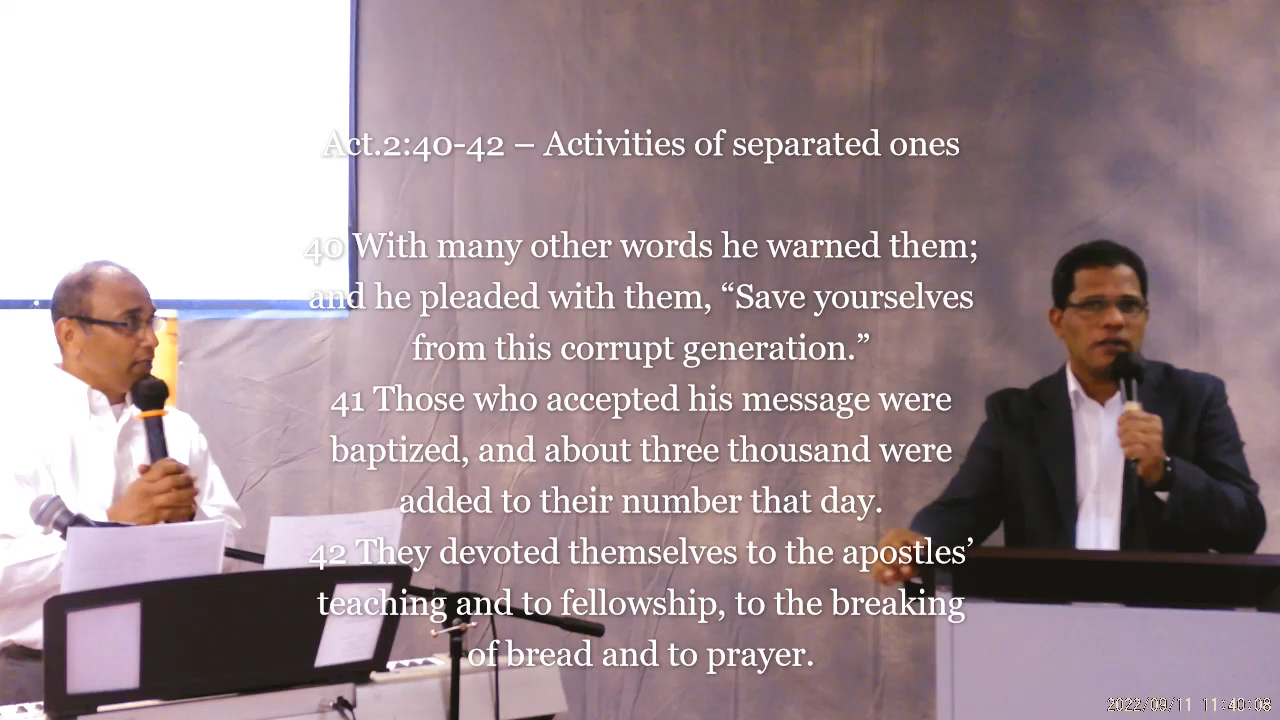 Act.2:40-42 – Activities of separated ones
40 With many other words he warned them;
and he pleaded with them, “Save yourselves
from this corrupt generation.”
41 Those who accepted his message were
baptized, and about three thousand were
added to their number that day.
42 They devoted themselves to the apostles’
teaching and to fellowship, to the breaking
of bread and to prayer.
2022/09/11 11:40:08